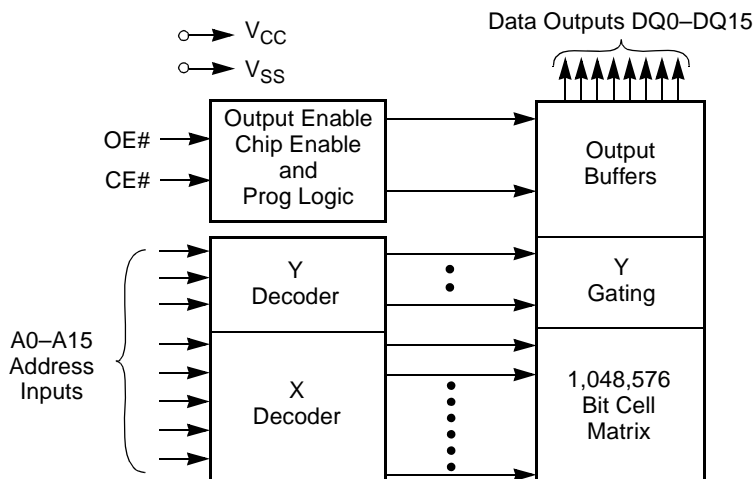 Data Outputs DQ0–DQ15
VCC
VSS
OE#
CE#
Output Enable
Chip Enable
and
Prog Logic
Output
Buffers
A0–A15
Address
Inputs
Y
Decoder
Y
Gating
X
Decoder
1,048,576
Bit Cell
Matrix